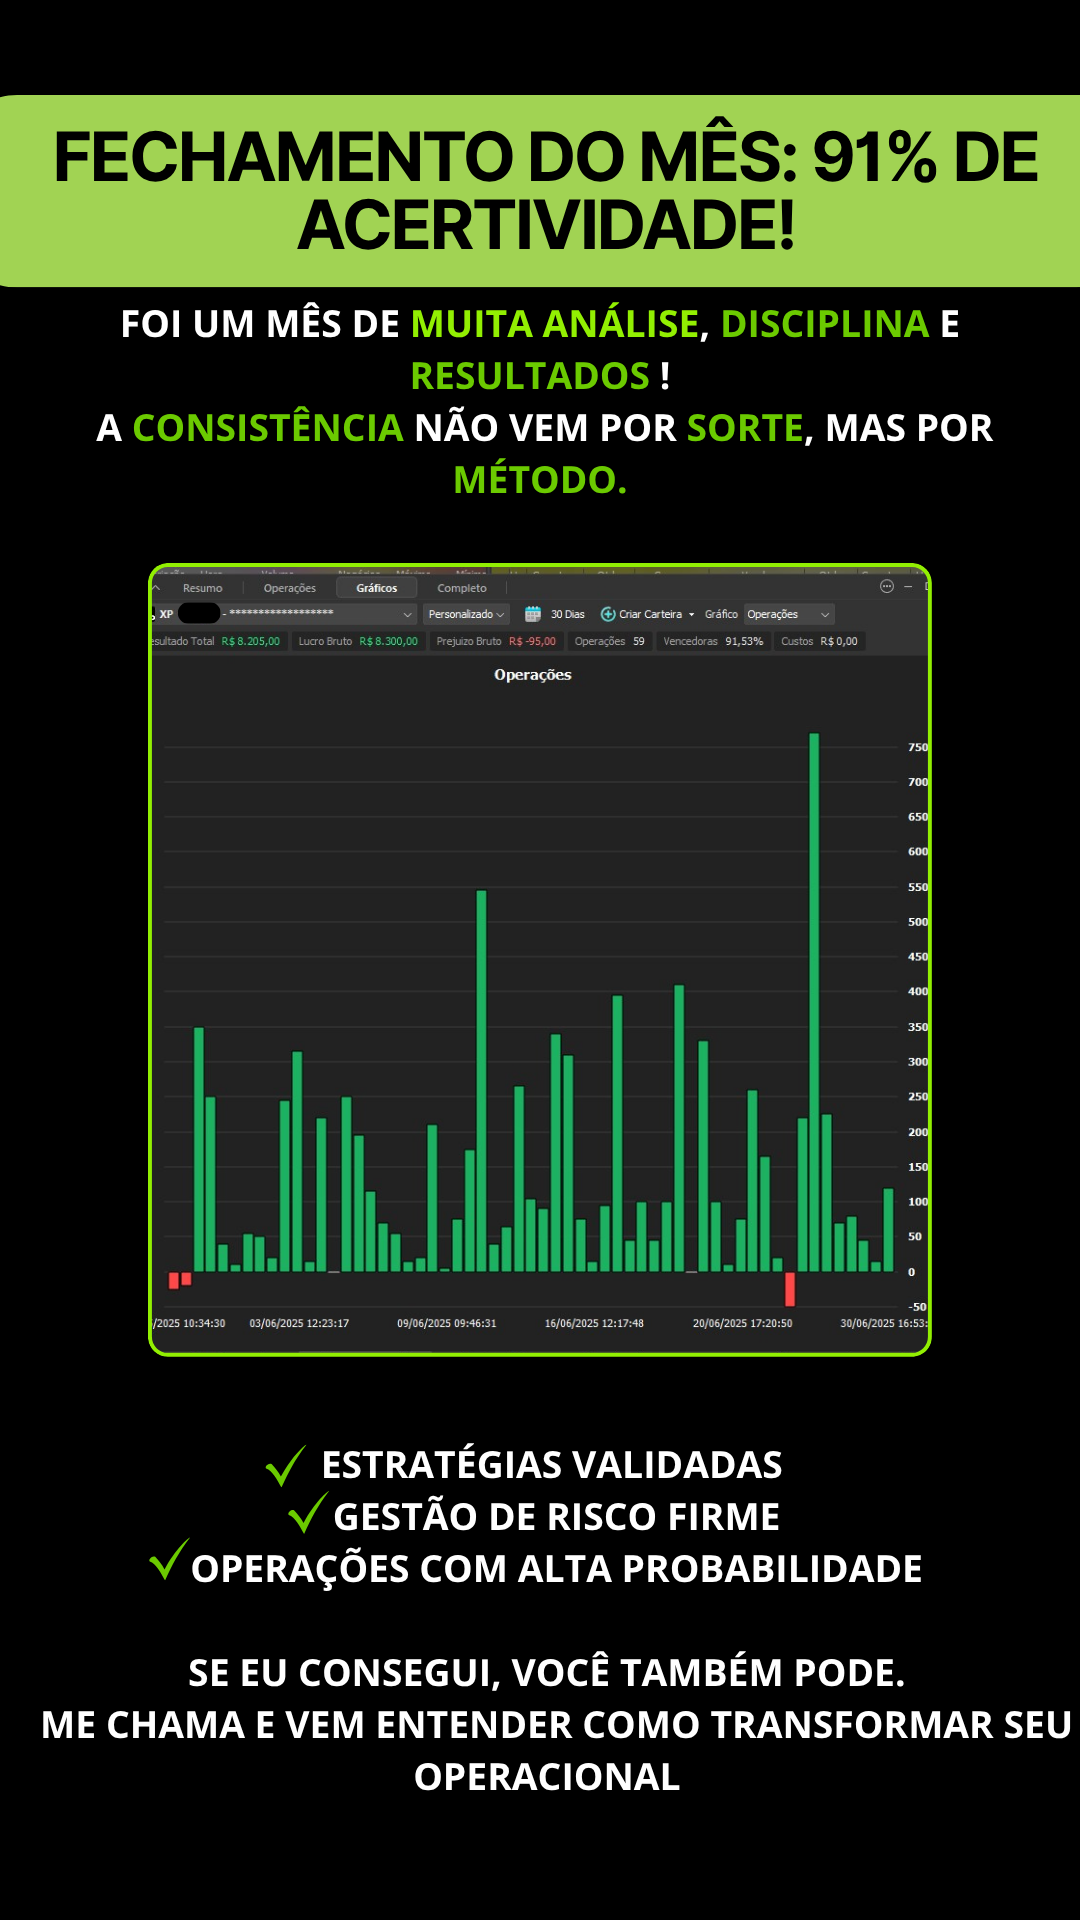 FECHAMENTO DO MÊS: 91% DE
ACERTIVIDADE!
FOI UM MÊS DE MUITA ANÁLISE, DISCIPLINA E
RESULTADOS !
A CONSISTÊNCIA NÃO VEM POR SORTE, MAS POR
MÉTODO.
Resumo Operações Gráficos Completo
XP - ****************** Personalizado 30 Dias Criar Carteira Gráfico Operações
esultado Total R$ 8.205,00 Lucro Bruto R$ 8.300,00 Prejuizo Bruto R$ -95,00 Operações 59 Vencedoras 91,53% Custos R$ 0,00
Operações
750
700
650
600
550
500
450
400
350
300
250
200
150
100
50
0
-50
/2025 10:34:30 03/06/2025 12:23:17 09/06/2025 09:46:31 16/06/2025 12:17:48 20/06/2025 17:20:50 30/06/2025 16:53:
ESTRATÉGIAS VALIDADAS
GESTÃO DE RISCO FIRME
OPERAÇÕES COM ALTA PROBABILIDADE
SE EU CONSEGUI, VOCÊ TAMBÉM PODE.
ME CHAMA E VEM ENTENDER COMO TRANSFORMAR SEU
OPERACIONAL